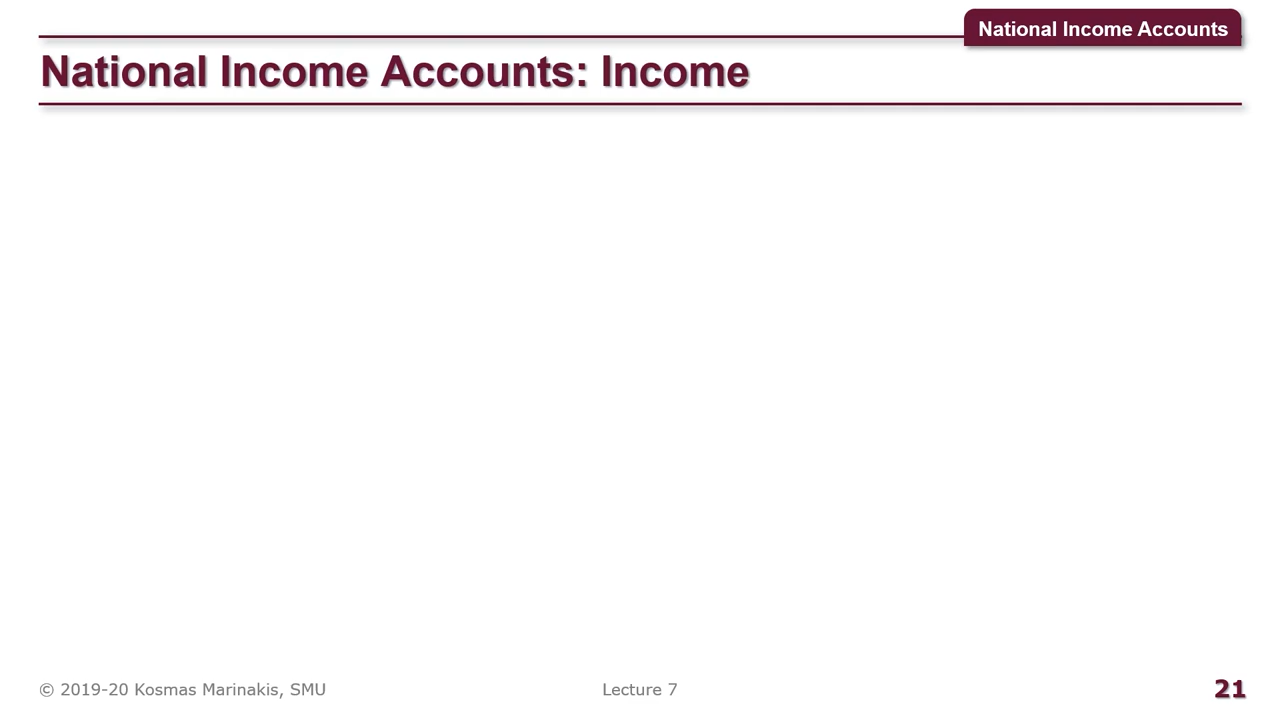 National Income Accounts
National Income Accounts: Income
© 2019-20 Kosmas Marinakis, SMU
Lecture 7
21